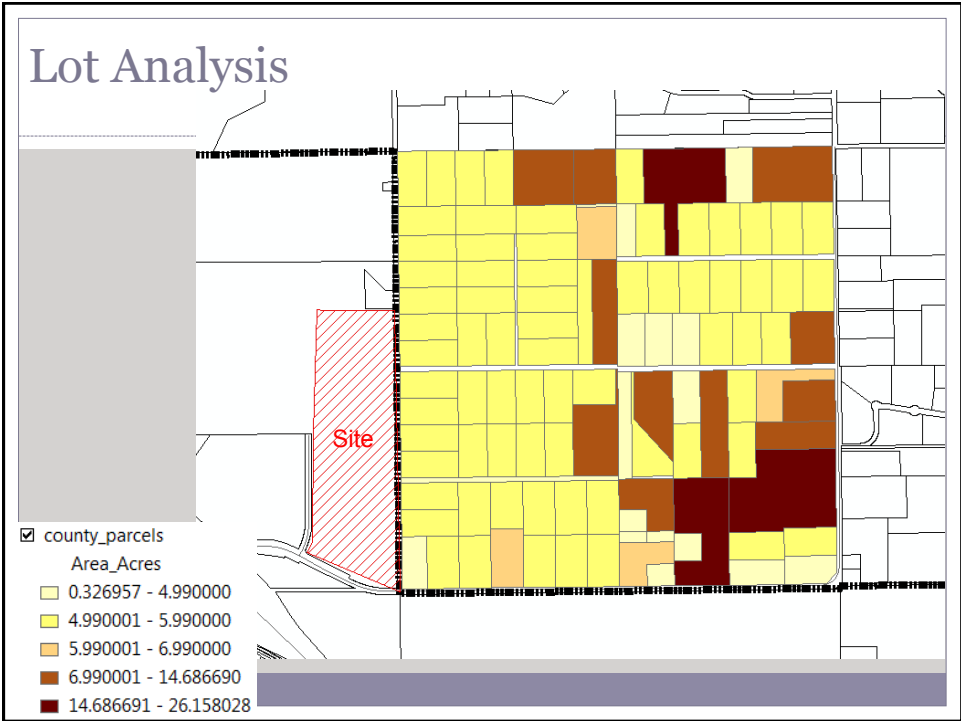 Lot Analysis
Site
county_parcels
Area_Acres
0.326957 - 4.990000
4.990001 - 5.990000
5.990001 - 6.990000
6.990001 - 14.686690
14.686691 - 26.158028